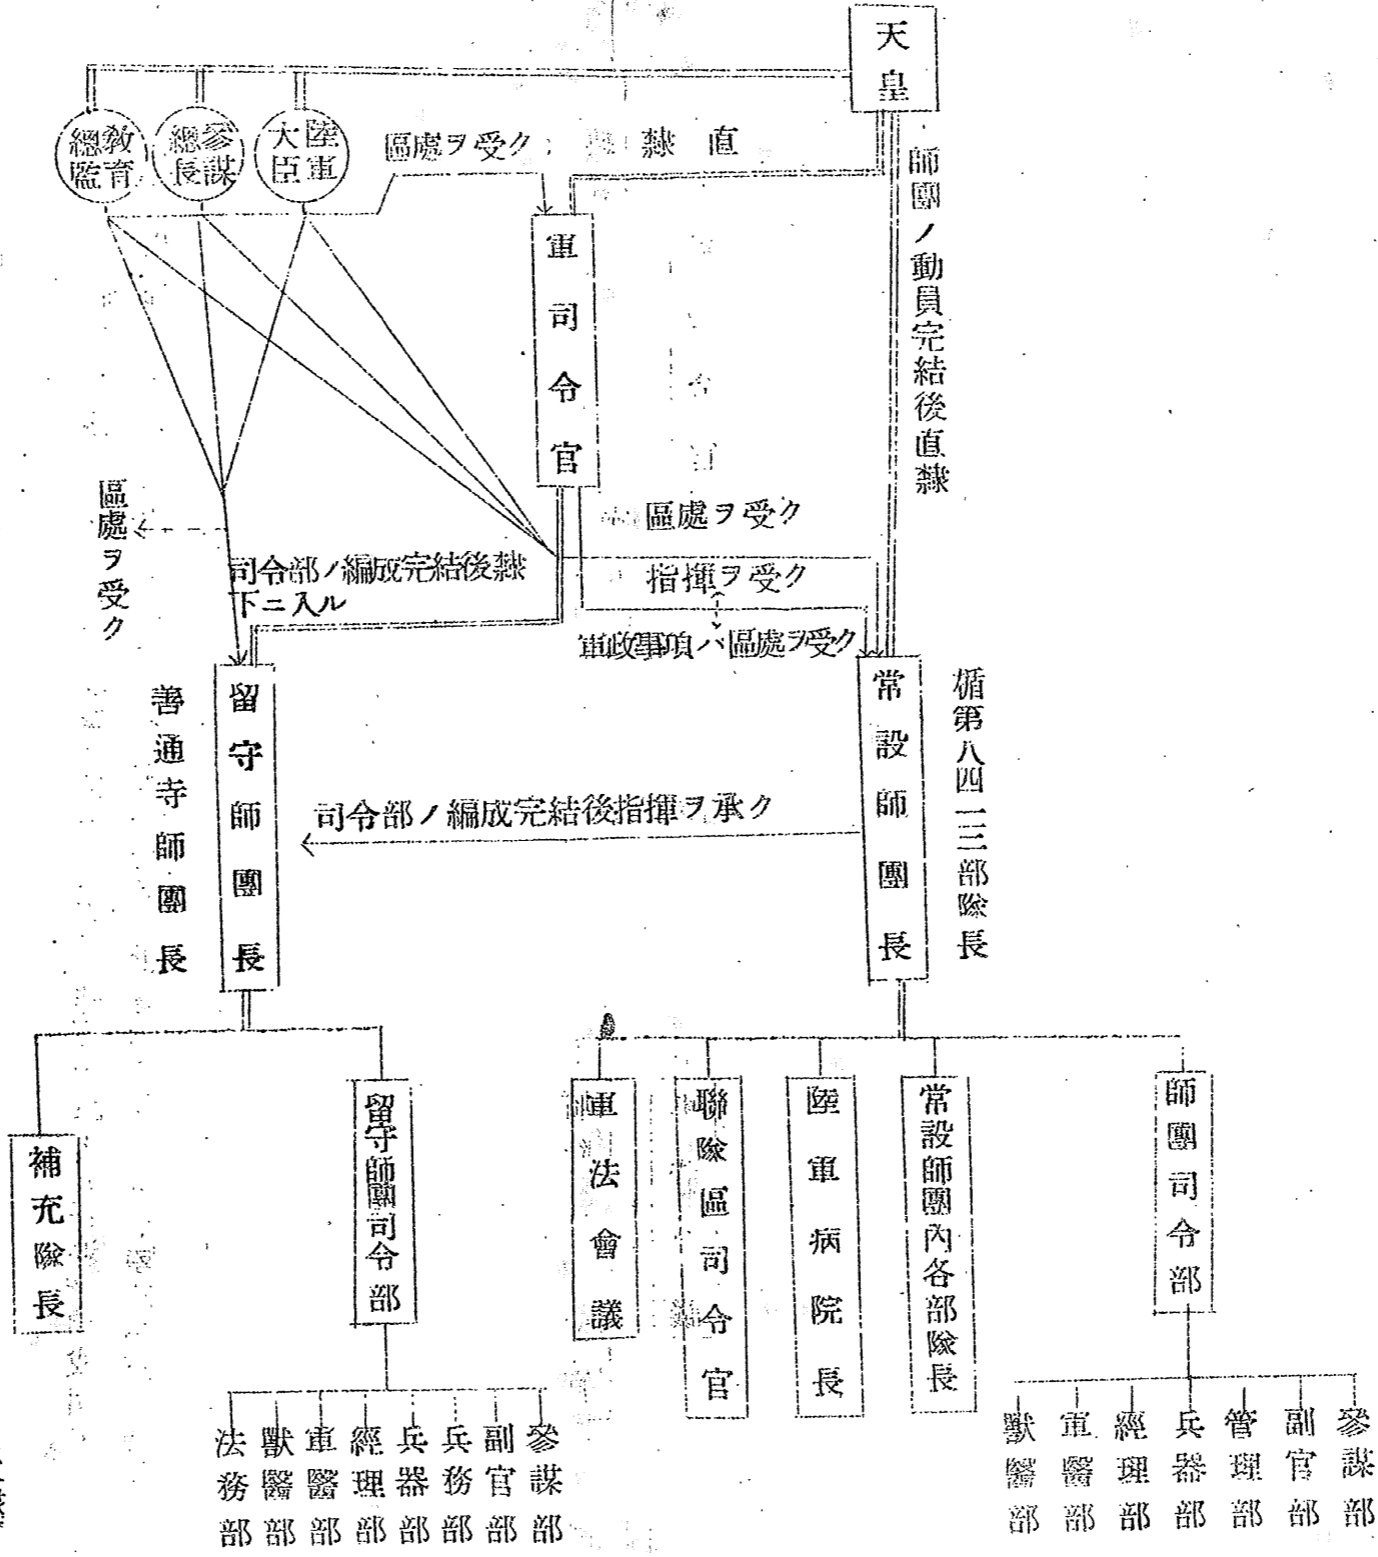 天皇
師團ノ動員完結後直隸
直隸
區處ヲ受ク
陸軍大臣
參謀總長
教育總監
軍司令官
區處ヲ受ク
指揮ヲ受ク
軍政事項ハ區處ヲ受ク
司令部ノ編成完結後隸
下ニ入ル
區處ヲ受ク
楯第八四一三部隊長
常設師團長
司令部ノ編成完結後指揮ヲ承ク
留守師團長
善通寺師團長
師團司令部
常設師團內各部隊長
陸軍病院長
聯隊區司令官
軍法會議
留守師團司令部
補充隊長
參謀部
副官部
管理部
兵器部
經理部
軍醫部
獸醫部
參謀部
副官部
兵務部
兵器部
經理部
軍醫部
獸醫部
法務部